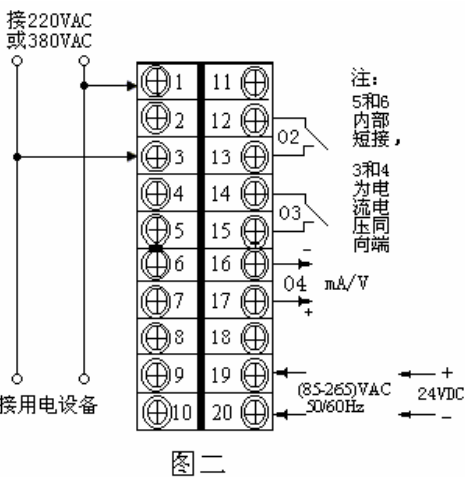 接220VAC
或380VAC
1 11
2 12
3 13
4 14
5 15
6 16
7 17
8 18
9 19
10 20
O2
O3
-
O4 mA/V
+
(85-265)VAC
50/60Hz
+
24VDC
-
注:
5和6
内部
短接,
3和4
为电
流电
压同
向端
接用电设备
图二